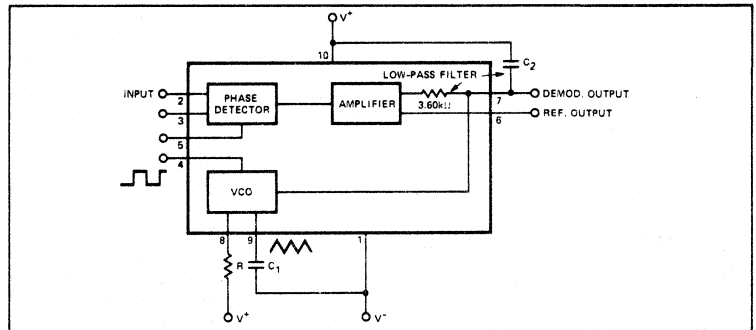 V+
10
C2
LOW-PASS FILTER
INPUT
2
PHASE DETECTOR
AMPLIFIER
3.60kΩ
7
DEMOD. OUTPUT
3
6
REF. OUTPUT
5
4
VCO
8
9
1
R
C1
V+
V-